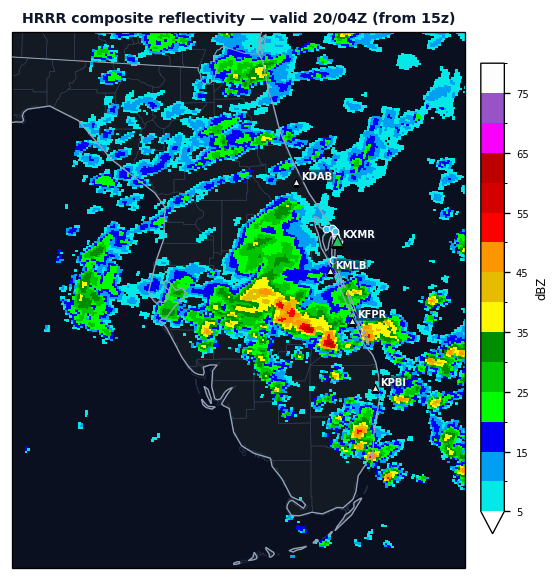 HRRR composite reflectivity — valid 20/04Z (from 15z)
KDAB
KXMR
KMLB
KFPR
KPBI
75
65
55
45
35
25
15
5
dBZ